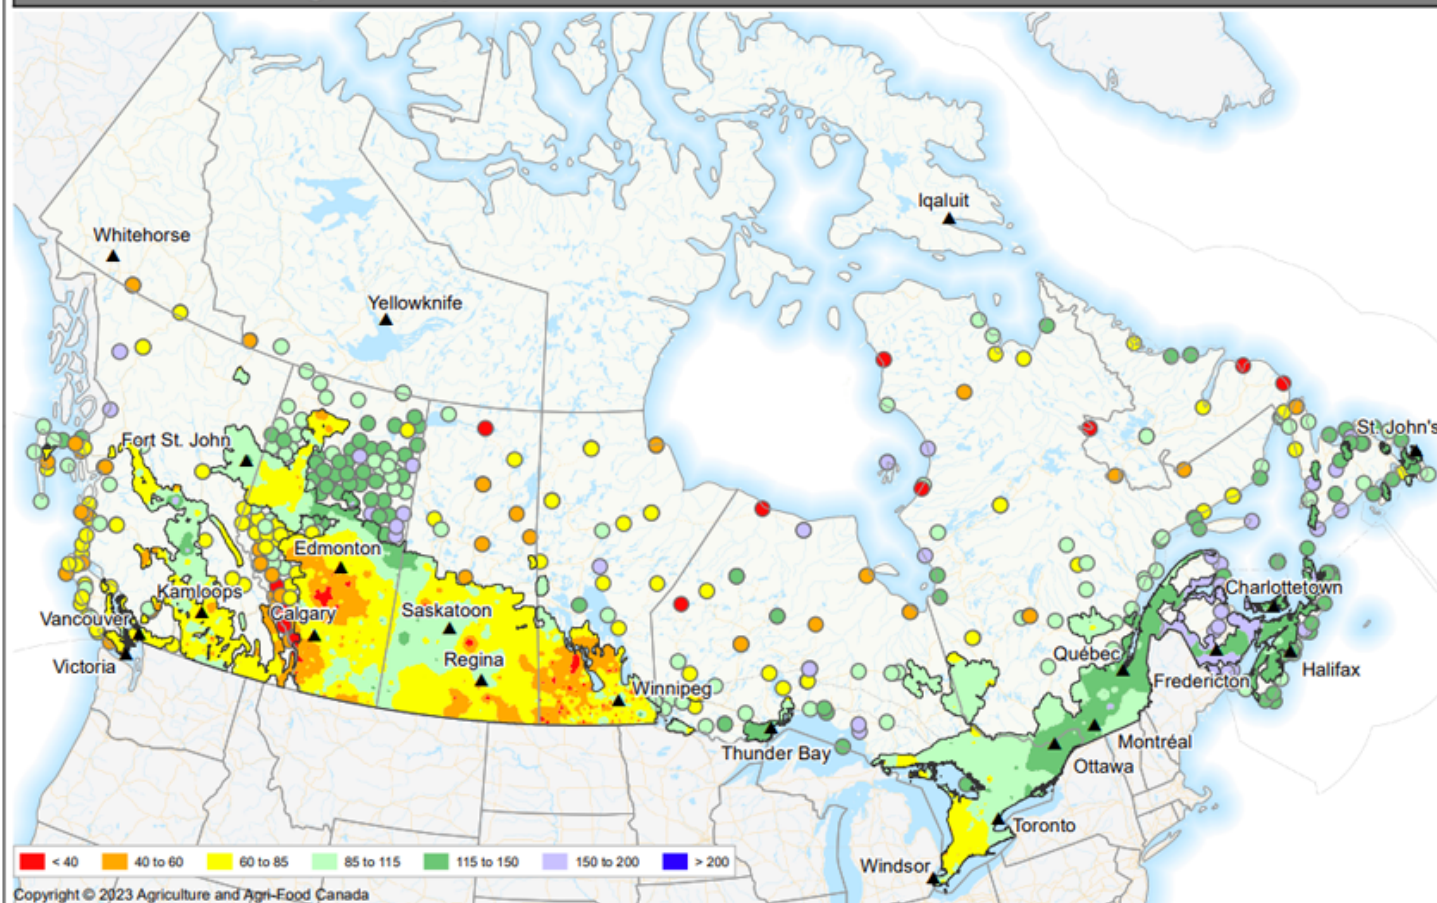 Iqaluit
Whitehorse
Yellowknife
Fort St. John
St. John's
Edmonton
Kamloops
Charlottetown
Vancouver
Calgary
Saskatoon
Québec
Victoria
Regina
Halifax
Fredericton
Winnipeg
Montréal
Thunder Bay
Ottawa
Toronto
Windsor
< 40 40 to 60 60 to 85 85 to 115 115 to 150 150 to 200 > 200
Copyright © 2023 Agriculture and Agri-Food Canada